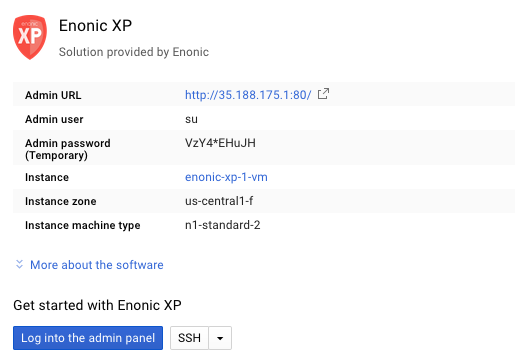 enonic
XP
Enonic XP
Solution provided by Enonic
Admin URL http://35.188.175.1:80/
Admin user su
Admin password VzY4*EHuJH
(Temporary)
Instance enonic-xp-1-vm
Instance zone us-central1-f
Instance machine type n1-standard-2
More about the software
Get started with Enonic XP
Log into the admin panel SSH